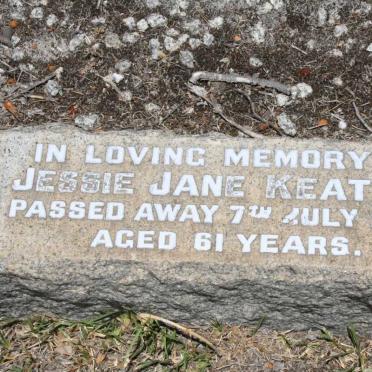 IN LOVING MEMORY
JESSIE JANE KEAT
PASSED AWAY 7TH JULY
AGED 61 YEARS.